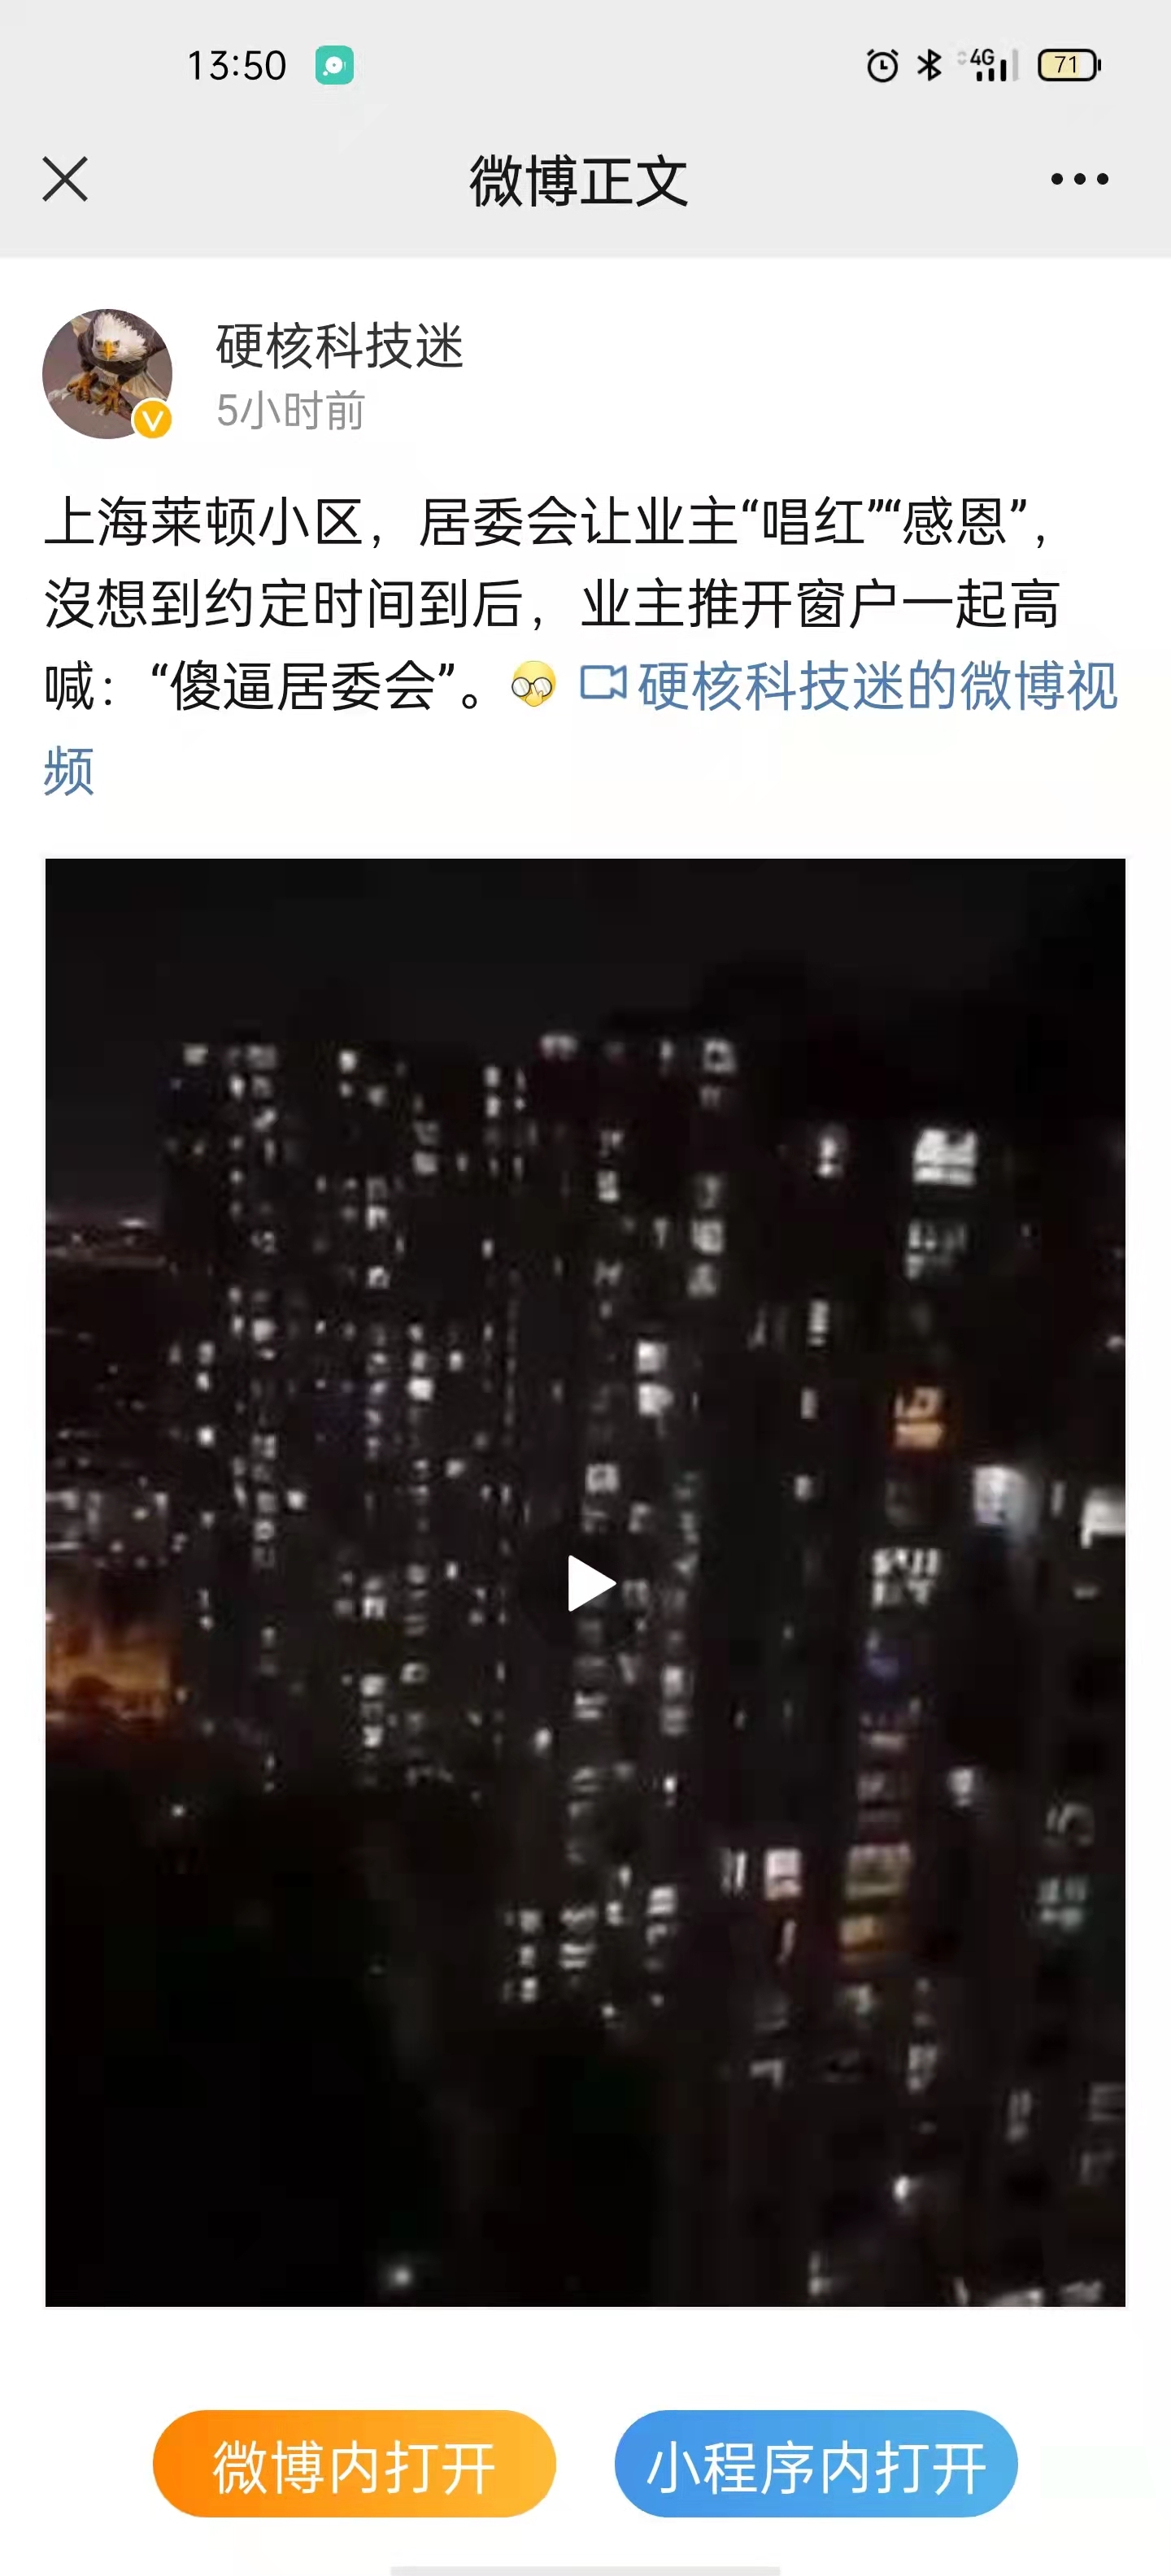 13:50
4G
71
微博正文
硬核科技迷
5小时前
上海莱顿小区，居委会让业主“唱红”“感恩”，
沒想到约定时间到后，业主推开窗户一起高
喊：“傻逼居委会”。 硬核科技迷的微博视
频
微博内打开
小程序内打开